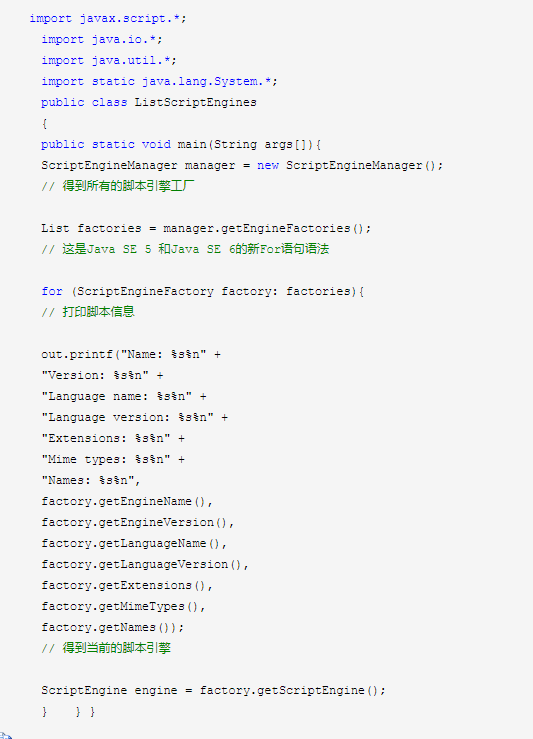 import javax.script.*;
import java.io.*;
import java.util.*;
import static java.lang.System.*;
public class ListScriptEngines
{
public static void main(String args[]){
ScriptEngineManager manager = new ScriptEngineManager();
// 得到所有的脚本引擎工厂
List factories = manager.getEngineFactories();
// 这是Java SE 5 和Java SE 6的新For语句语法
for (ScriptEngineFactory factory: factories){
// 打印脚本信息
out.printf("Name: %s%n" +
"Version: %s%n" +
"Language name: %s%n" +
"Language version: %s%n" +
"Extensions: %s%n" +
"Mime types: %s%n" +
"Names: %s%n",
factory.getEngineName(),
factory.getEngineVersion(),
factory.getLanguageName(),
factory.getLanguageVersion(),
factory.getExtensions(),
factory.getMimeTypes(),
factory.getNames());
// 得到当前的脚本引擎
ScriptEngine engine = factory.getScriptEngine();
}    } }